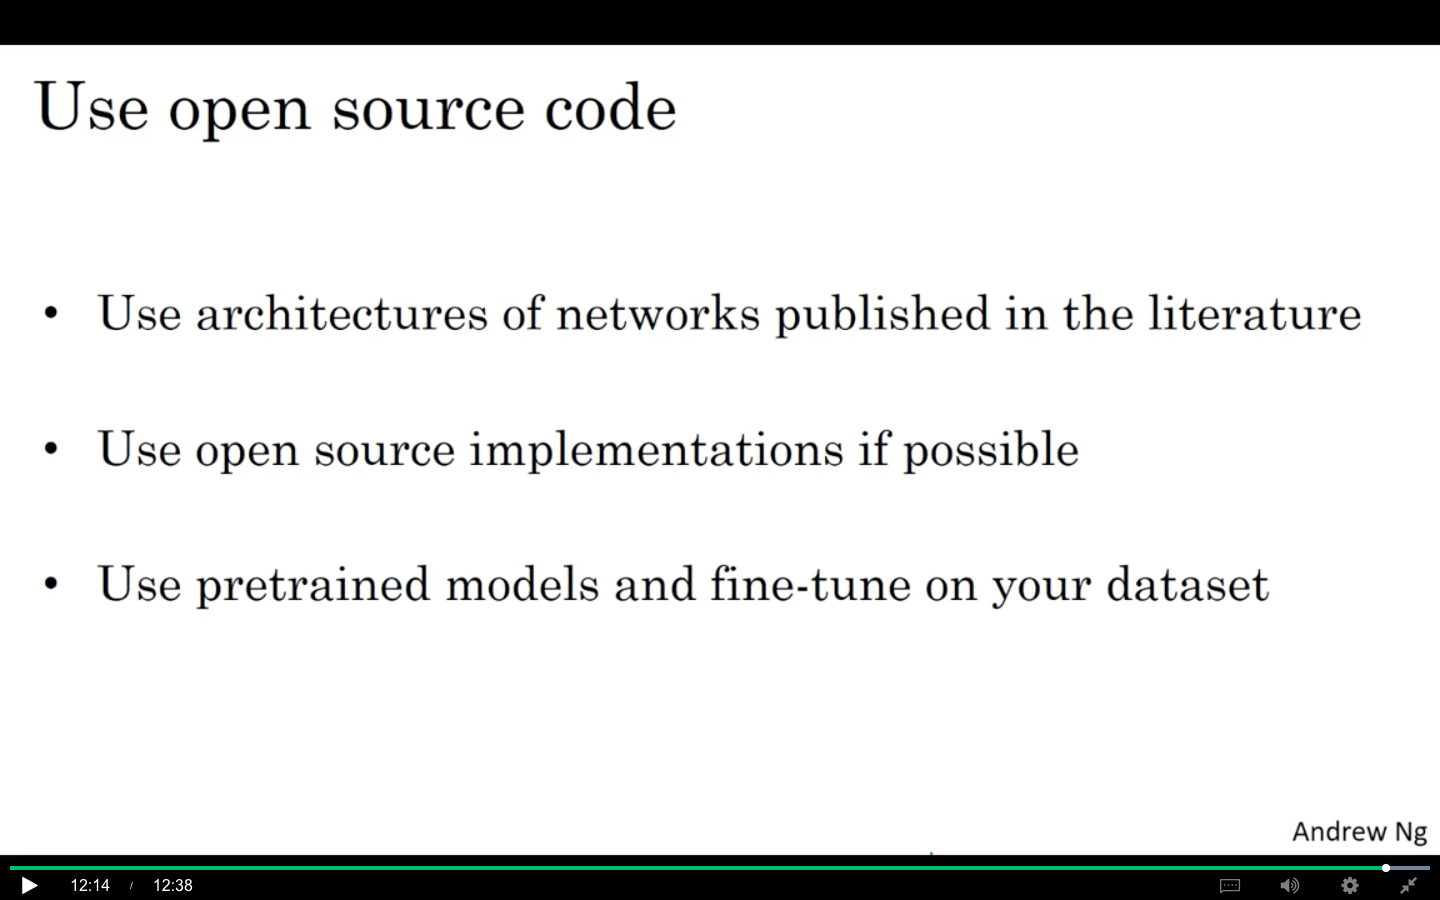 Use open source code
• Use architectures of networks published in the literature
• Use open source implementations if possible
• Use pretrained models and fine-tune on your dataset
Andrew Ng
12:14 / 12:38